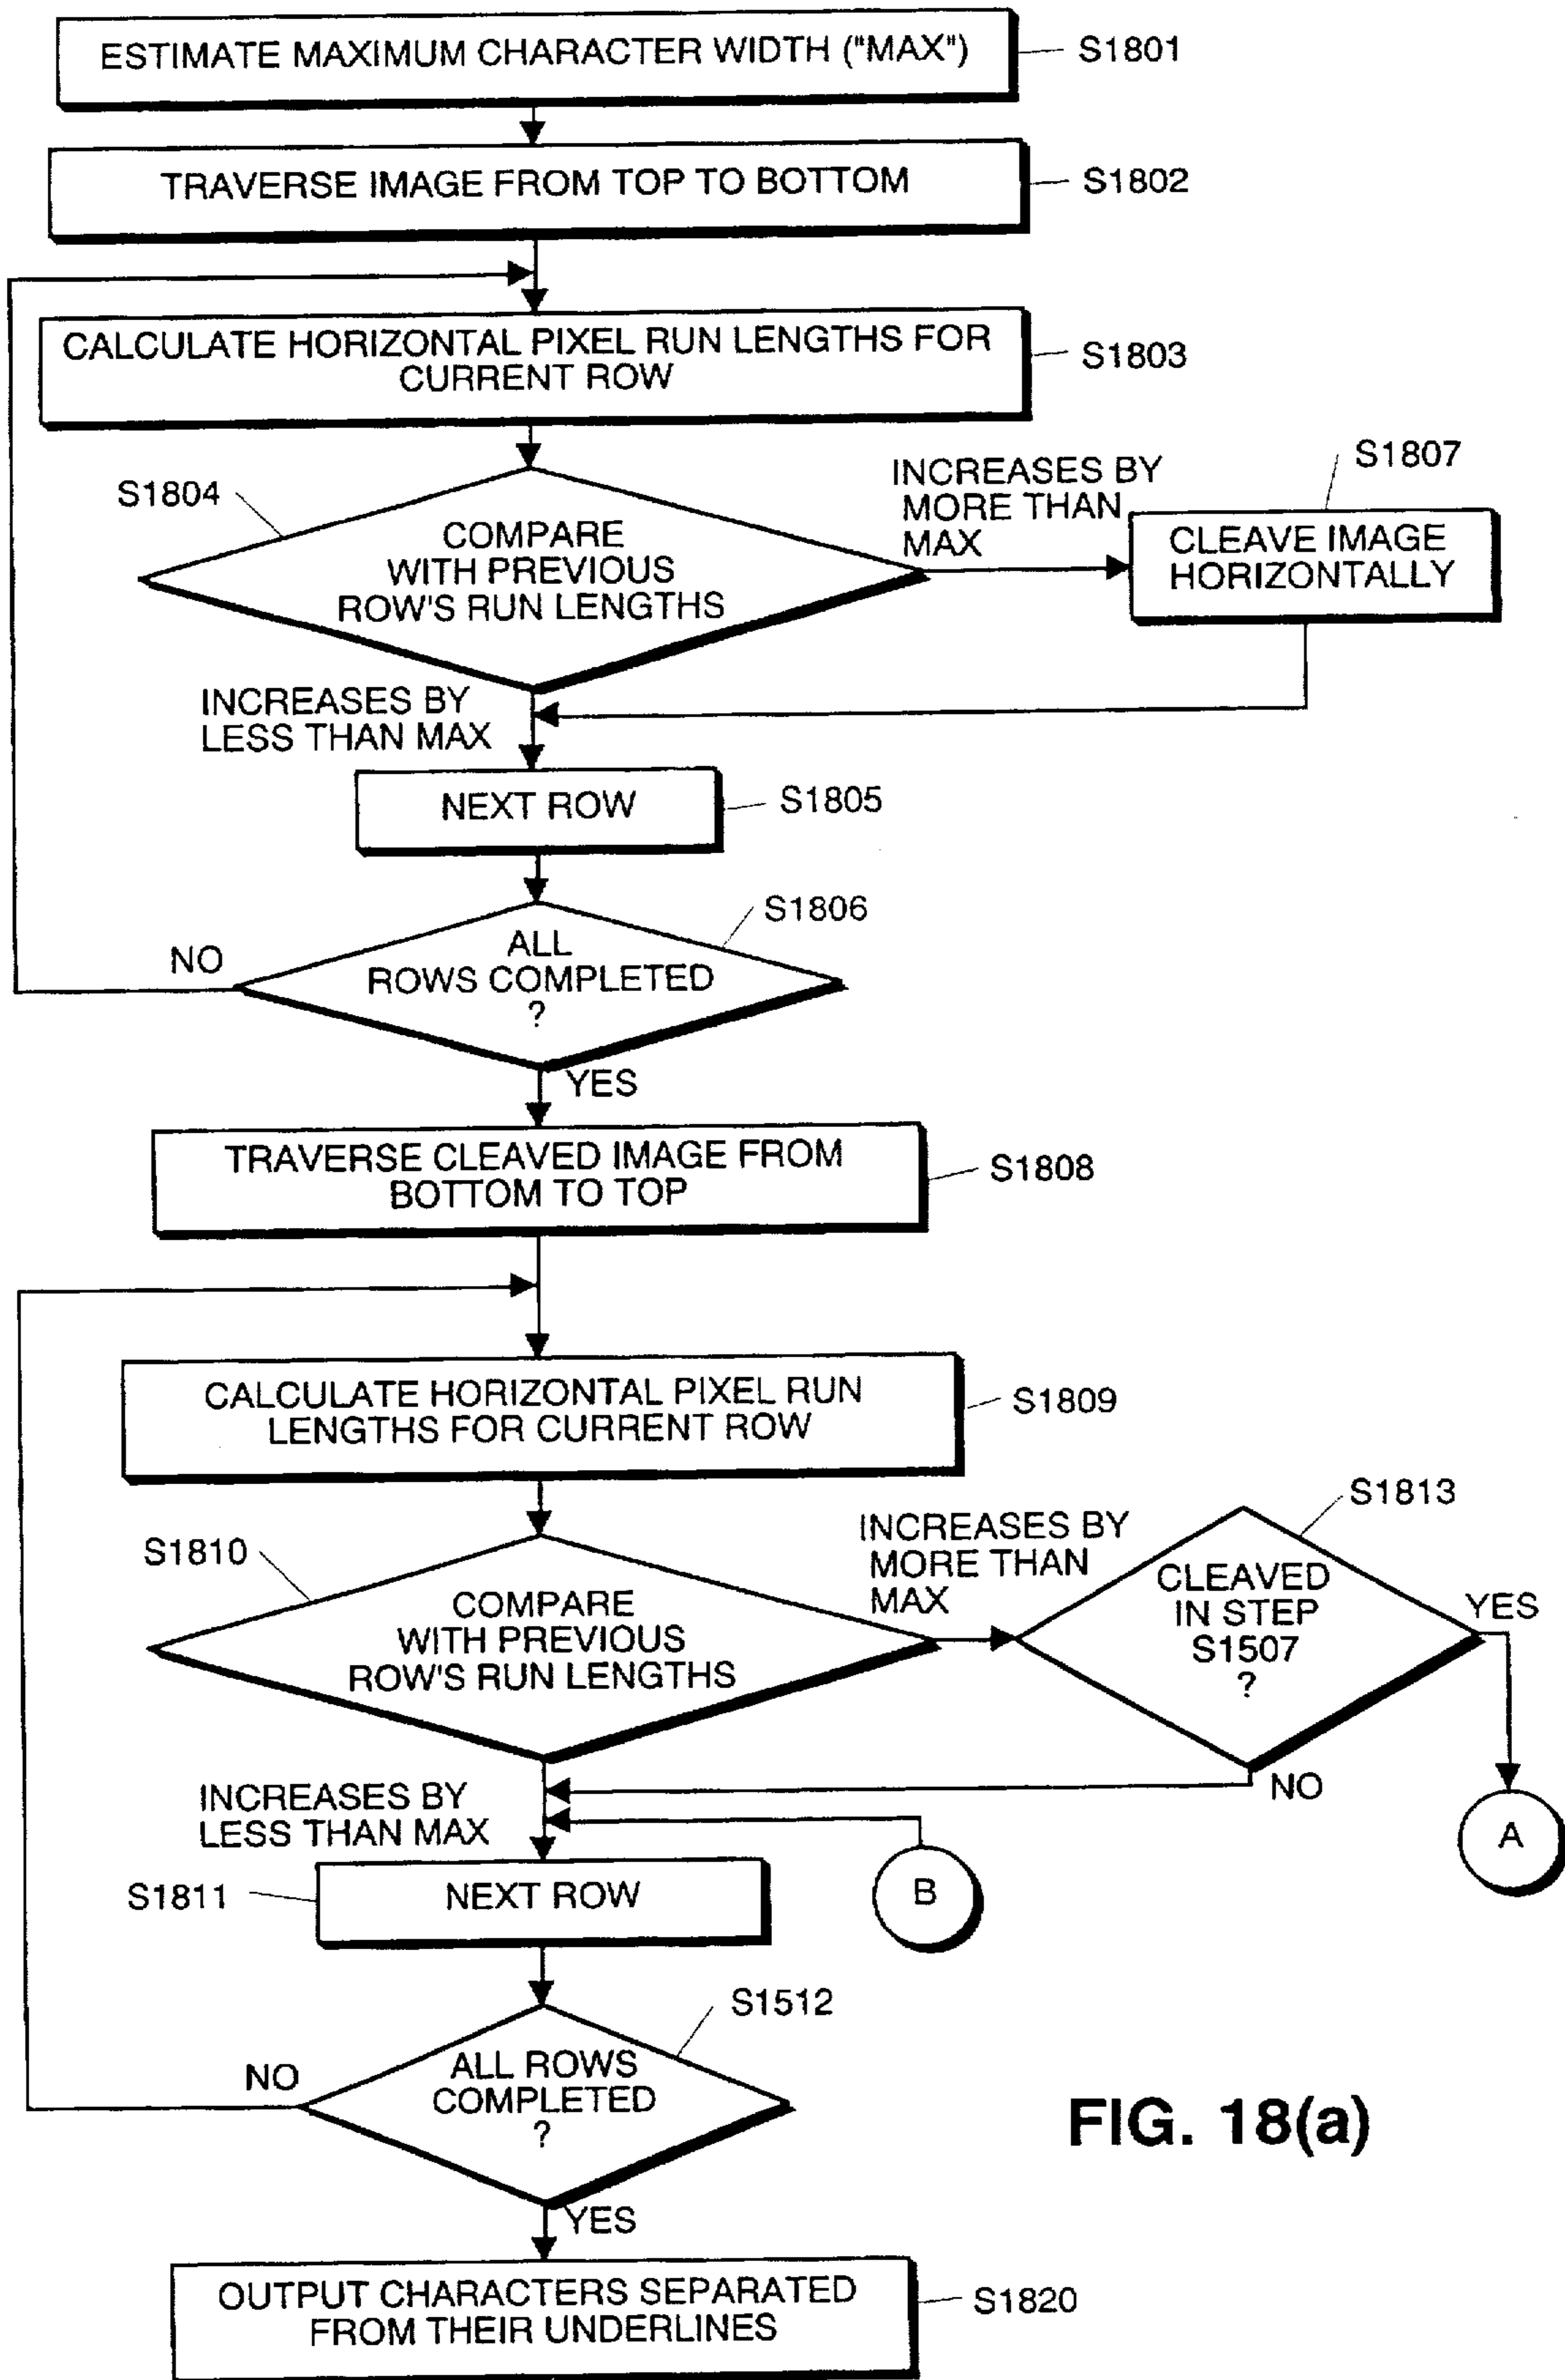 ESTIMATE MAXIMUM CHARACTER WIDTH ("MAX")
S1801
TRAVERSE IMAGE FROM TOP TO BOTTOM
S1802
CALCULATE HORIZONTAL PIXEL RUN LENGTHS FOR
CURRENT ROW
S1803
S1804
COMPARE
WITH PREVIOUS
ROW'S RUN LENGTHS
INCREASES BY
MORE THAN
MAX
S1807
CLEAVE IMAGE
HORIZONTALLY
INCREASES BY
LESS THAN MAX
NEXT ROW
S1805
S1806
ALL
ROWS COMPLETED
?
NO
YES
TRAVERSE CLEAVED IMAGE FROM
BOTTOM TO TOP
S1808
CALCULATE HORIZONTAL PIXEL RUN
LENGTHS FOR CURRENT ROW
S1809
S1810
COMPARE
WITH PREVIOUS
ROW'S RUN LENGTHS
INCREASES BY
MORE THAN
MAX
S1813
CLEAVED
IN STEP
S1507
?
YES
NO
A
INCREASES BY
LESS THAN MAX
B
S1811
NEXT ROW
S1512
ALL ROWS
COMPLETED
?
NO
YES
FIG. 18(a)
OUTPUT CHARACTERS SEPARATED
FROM THEIR UNDERLINES
S1820